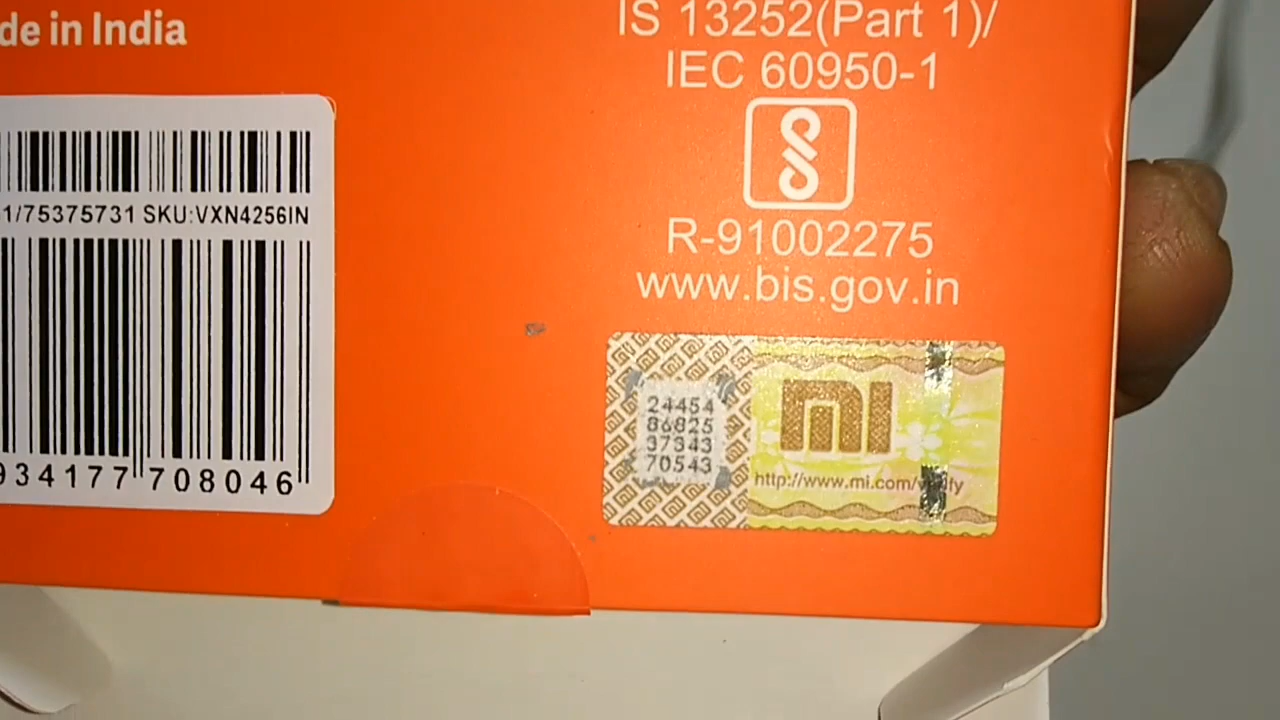 de in India
1/75375731 SKU:VXN4256IN
934177 708046
IS 13252(Part 1)/
IEC 60950-1
R-91002275
www.bis.gov.in
24454
86825
37343
70543
mi
http://www.mi.com/verify